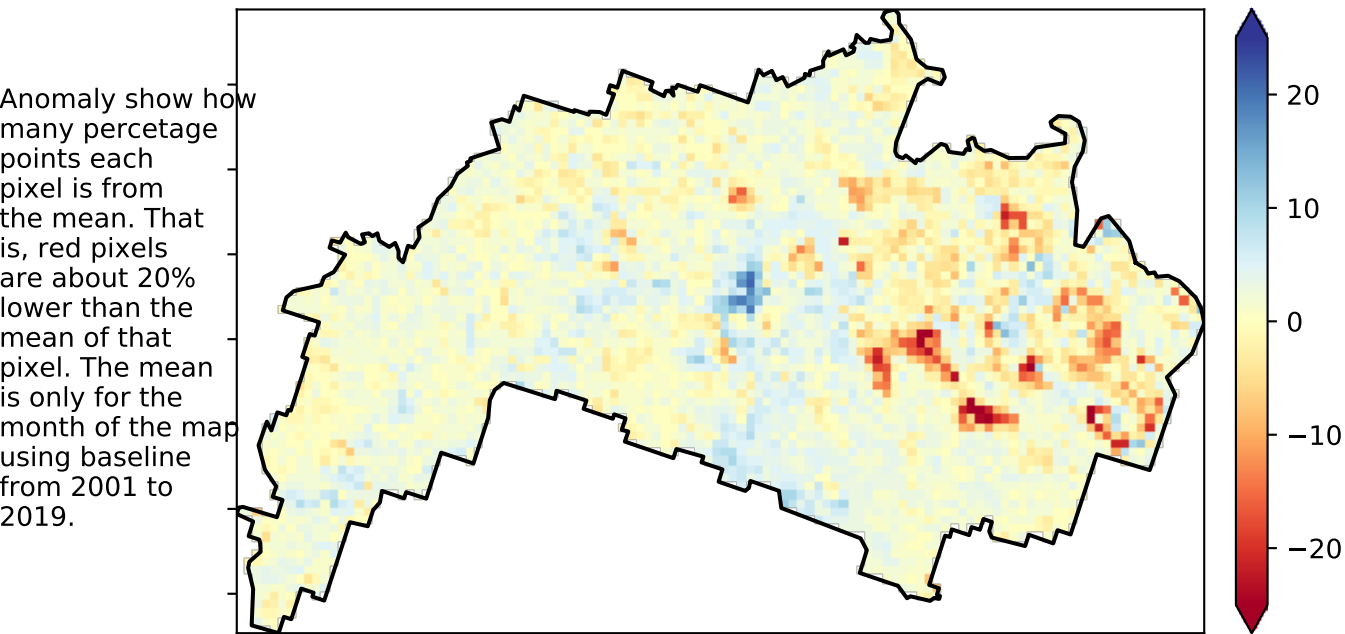 Anomaly show how
many percetage
points each
pixel is from
the mean. That
is, red pixels
are about 20%
lower than the
mean of that
pixel. The mean
is only for the
month of the map
using baseline
from 2001 to
2019.
20
10
0
−10
−20